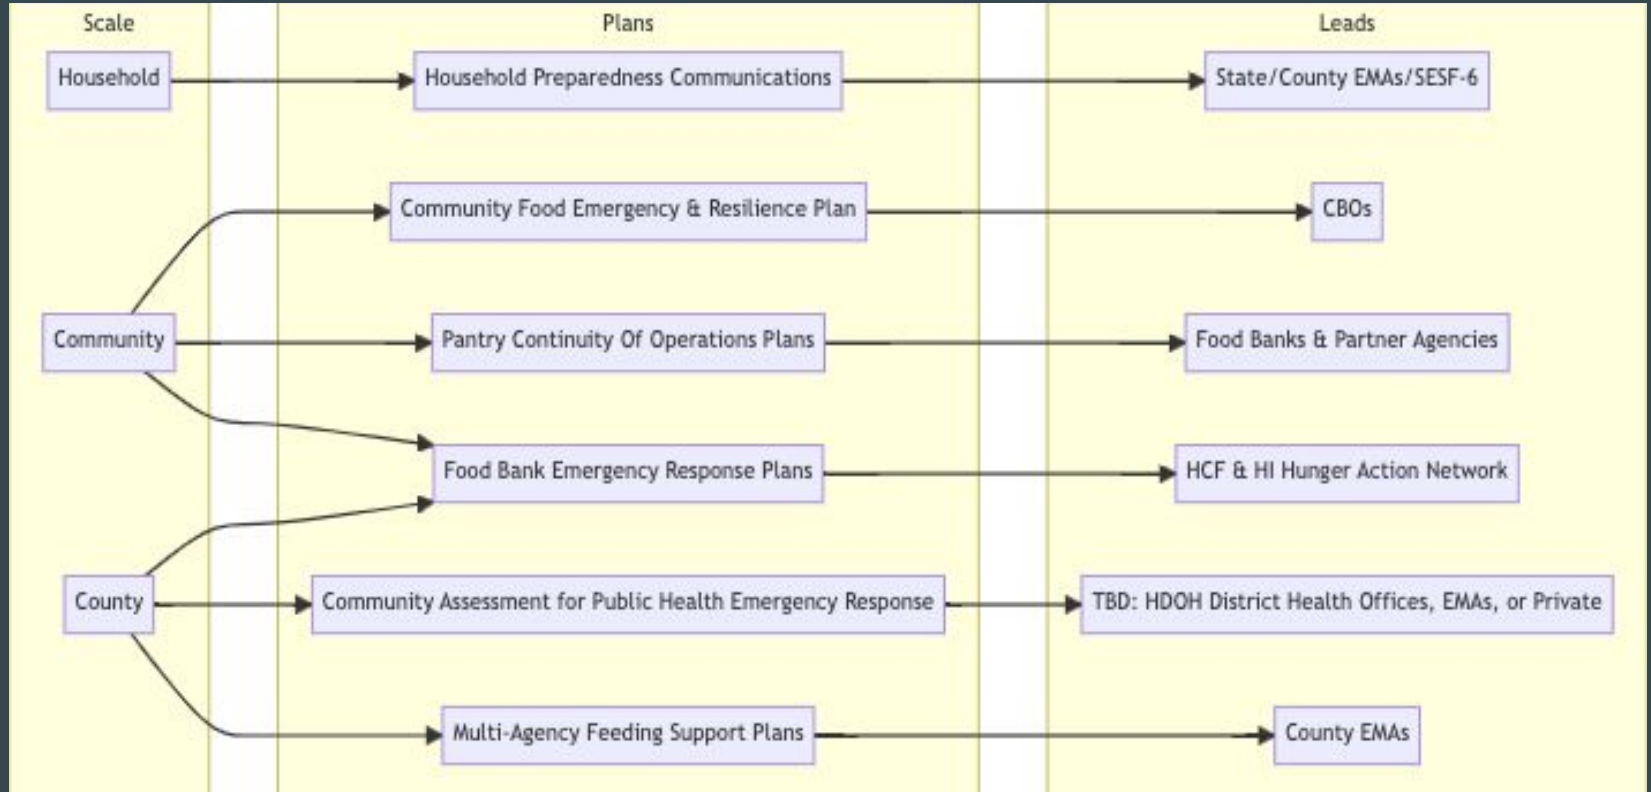 Scale
Plans
Leads
Household
Household Preparedness Communications
State/County EMAs/SESF-6
Community Food Emergency & Resilience Plan
CBOs
Community
Pantry Continuity Of Operations Plans
Food Banks & Partner Agencies
Food Bank Emergency Response Plans
HCF & HI Hunger Action Network
County
Community Assessment for Public Health Emergency Response
TBD: HDOH District Health Offices, EMAs, or Private
Multi-Agency Feeding Support Plans
County EMAs